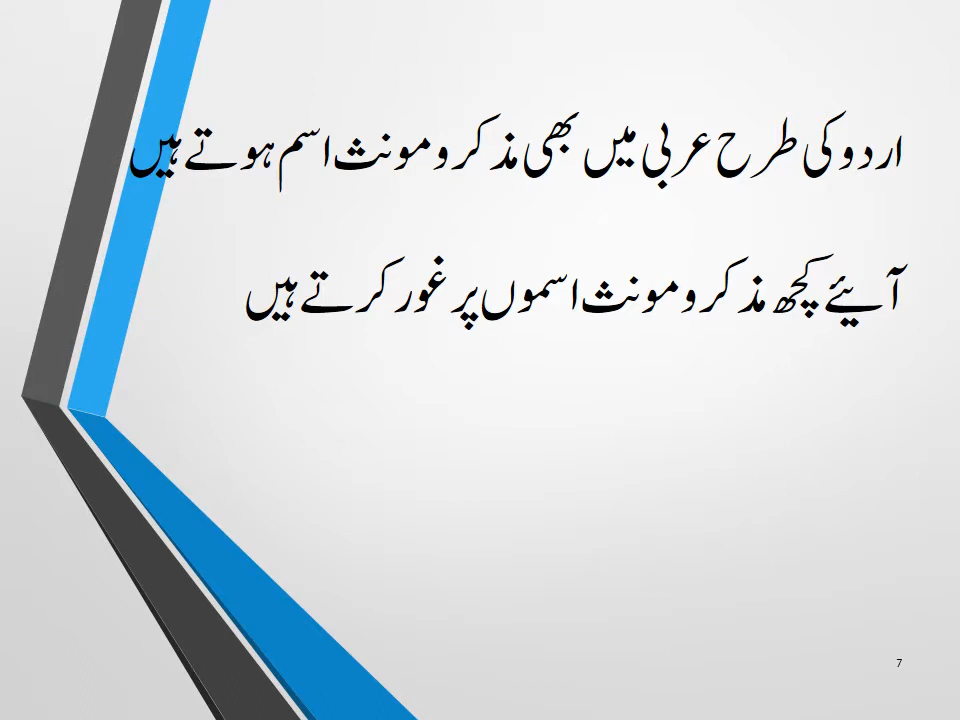 اردو کی طرح عربی میں بھی مذکر و مونث اسم ہوتے ہیں
آیئے کچھ مذکر و مونث اسموں پر غور کرتے ہیں
7